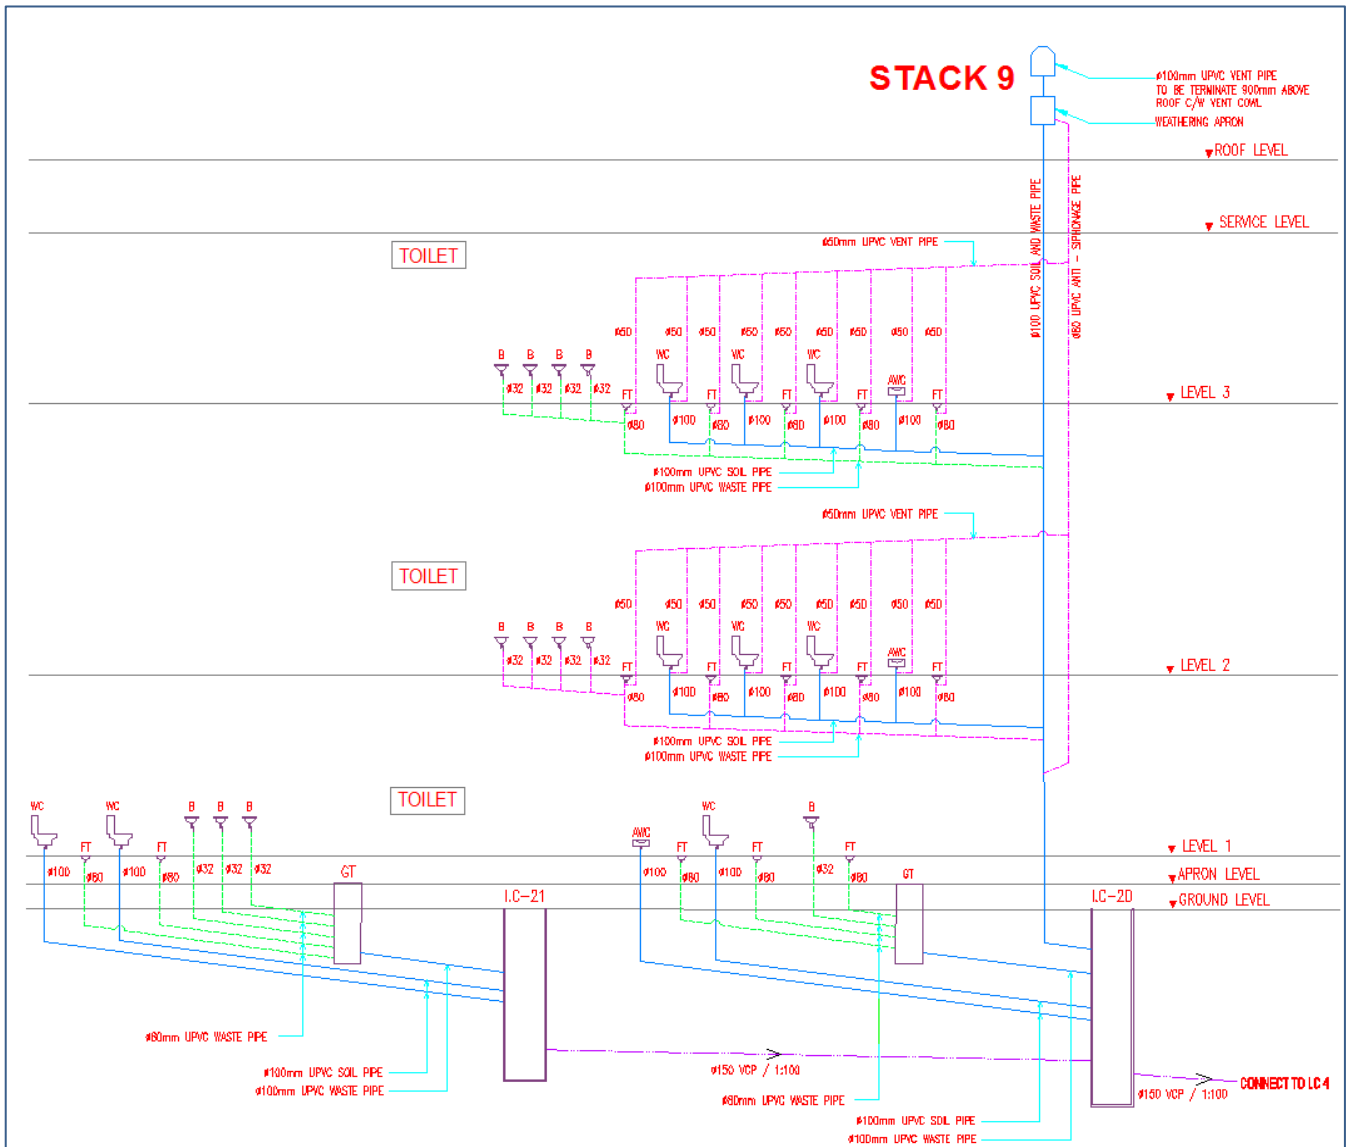 STACK 9
ø100mm UPVC VENT PIPE
TO BE TERMINATE 900mm ABOVE
ROOF C/W VENT COWL
WEATHERING APRON
ROOF LEVEL
ø100 UPVC SOIL AND WASTE PIPE
ø80 UPVC ANTI - SIPHONAGE PIPE
SERVICE LEVEL
TOILET
ø50mm UPVC VENT PIPE
ø50 ø50 ø50 ø50 ø50 ø50 ø50 ø50 ø50
B B B B WC WC WC AWC
ø32 ø32 ø32 ø32
FT FT FT FT FT
LEVEL 3
ø80 ø100 ø80 ø100 ø80 ø100 ø80 ø100 ø80
ø100mm UPVC SOIL PIPE
ø100mm UPVC WASTE PIPE
ø50mm UPVC VENT PIPE
TOILET
ø50 ø50 ø50 ø50 ø50 ø50 ø50 ø50 ø50
B B B B WC WC WC AWC
ø32 ø32 ø32 ø32
FT FT FT FT FT
LEVEL 2
ø80 ø100 ø80 ø100 ø80 ø100 ø80 ø100 ø80
ø100mm UPVC SOIL PIPE
ø100mm UPVC WASTE PIPE
TOILET
WC WC B B B WC B
AWC
FT FT FT FT FT
LEVEL 1
ø100 ø80 ø100 ø80 ø32 ø32 ø32 GT ø100 ø80 ø100 ø80 ø32 ø80 GT
APRON LEVEL
I.C-21 I.C-20
GROUND LEVEL
ø80mm UPVC WASTE PIPE
ø100mm UPVC SOIL PIPE
ø100mm UPVC WASTE PIPE
ø150 VCP / 1:100
CONNECT TO I.C 4
ø150 VCP / 1:100
ø80mm UPVC WASTE PIPE
ø100mm UPVC SOIL PIPE
ø100mm UPVC WASTE PIPE